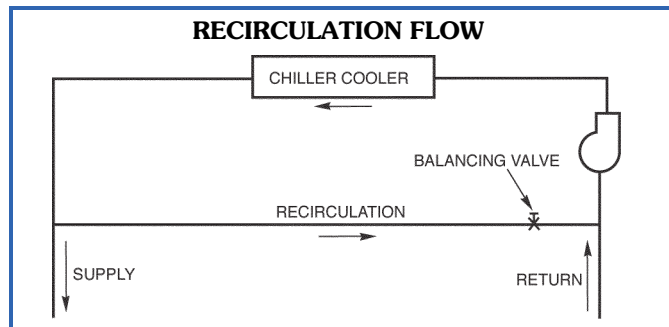 RECIRCULATION FLOW
CHILLER COOLER
BALANCING VALVE
RECIRCULATION
SUPPLY
RETURN